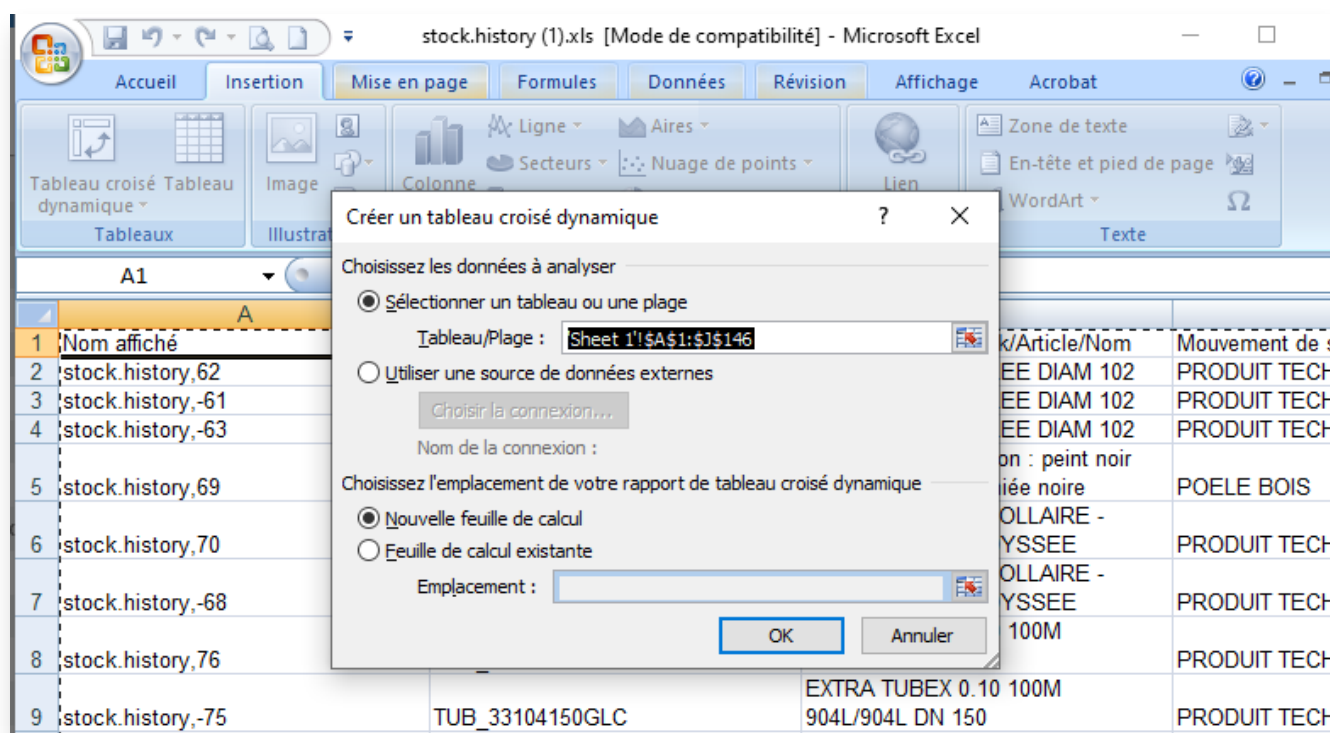 stock.history (1).xls [Mode de compatibilité] - Microsoft Excel
Accueil Insertion Mise en page Formules Données Révision Affichage Acrobat
Ligne Aires Zone de texte
Secteurs Nuage de points En-tête et pied de page
Tableau croisé Tableau Image Colonne Lien WordArt
dynamique
Tableaux Illustrat Texte
Créer un tableau croisé dynamique ? ×
Choisissez les données à analyser
Sélectionner un tableau ou une plage
Tableau/Plage : 'Sheet 1'!$A$1:$J$146
Utiliser une source de données externes
Choisir la connexion...
Nom de la connexion :
Choisissez l'emplacement de votre rapport de tableau croisé dynamique
Nouvelle feuille de calcul
Feuille de calcul existante
Emplacement :
OK Annuler
A1
A
1 Nom affiché k/Article/Nom Mouvement de s
2 stock.history,62 EE DIAM 102 PRODUIT TECH
3 stock.history,-61 EE DIAM 102 PRODUIT TECH
4 stock.history,-63 EE DIAM 102 PRODUIT TECH
on : peint noir
5 stock.history,69 iée noire POELE BOIS
OLLAIRE -
6 stock.history,70 YSSEE PRODUIT TECH
OLLAIRE -
7 stock.history,-68 YSSEE PRODUIT TECH
100M
8 stock.history,76 PRODUIT TECH
EXTRA TUBEX 0.10 100M
9 stock.history,-75 TUB_33104150GLC 904L/904L DN 150 PRODUIT TECH